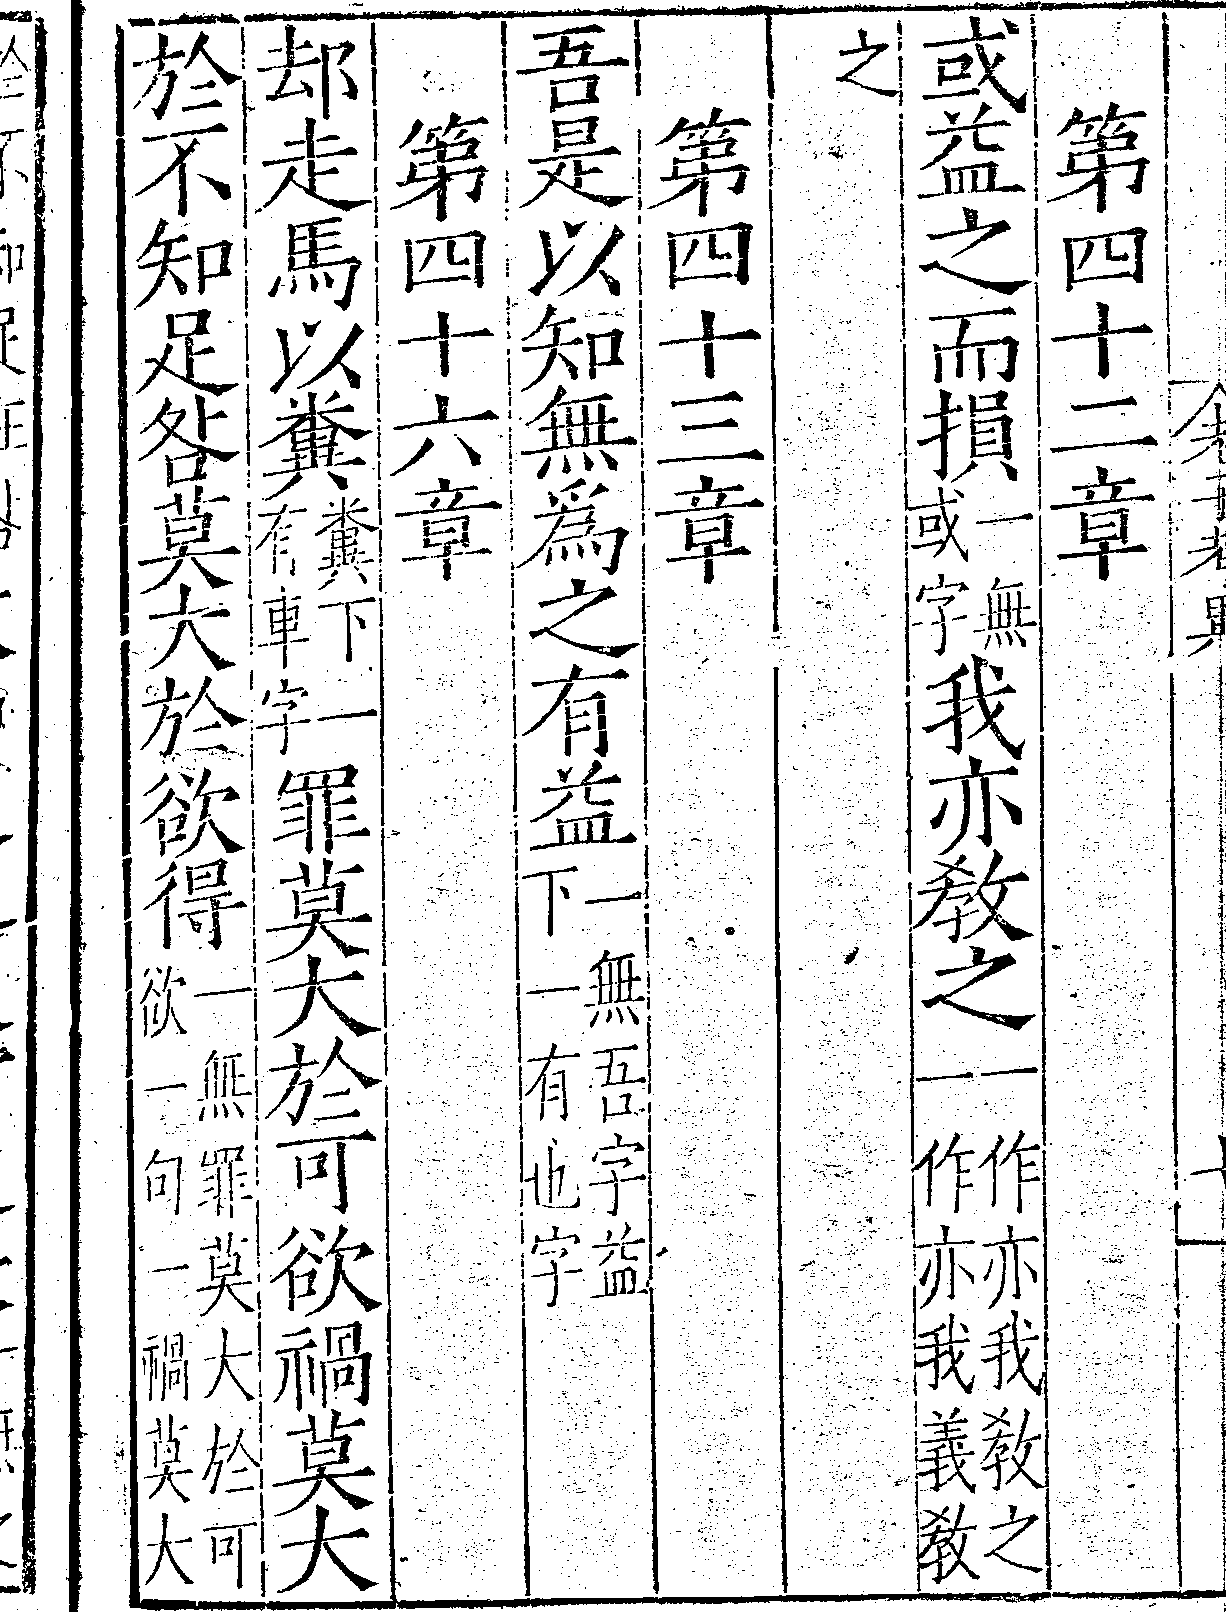 老子考異
第四十二章
或益之而損一無或字我亦敎之一作亦我敎之一作亦我義敎
之
第四十三章
吾是以知無爲之有益一無吾字益下一有也字
第四十六章
却走馬以糞糞下一有車字罪莫大於可欲禍莫大
於不知足咎莫大於欲得一無罪莫大於可欲一句一禍莫大